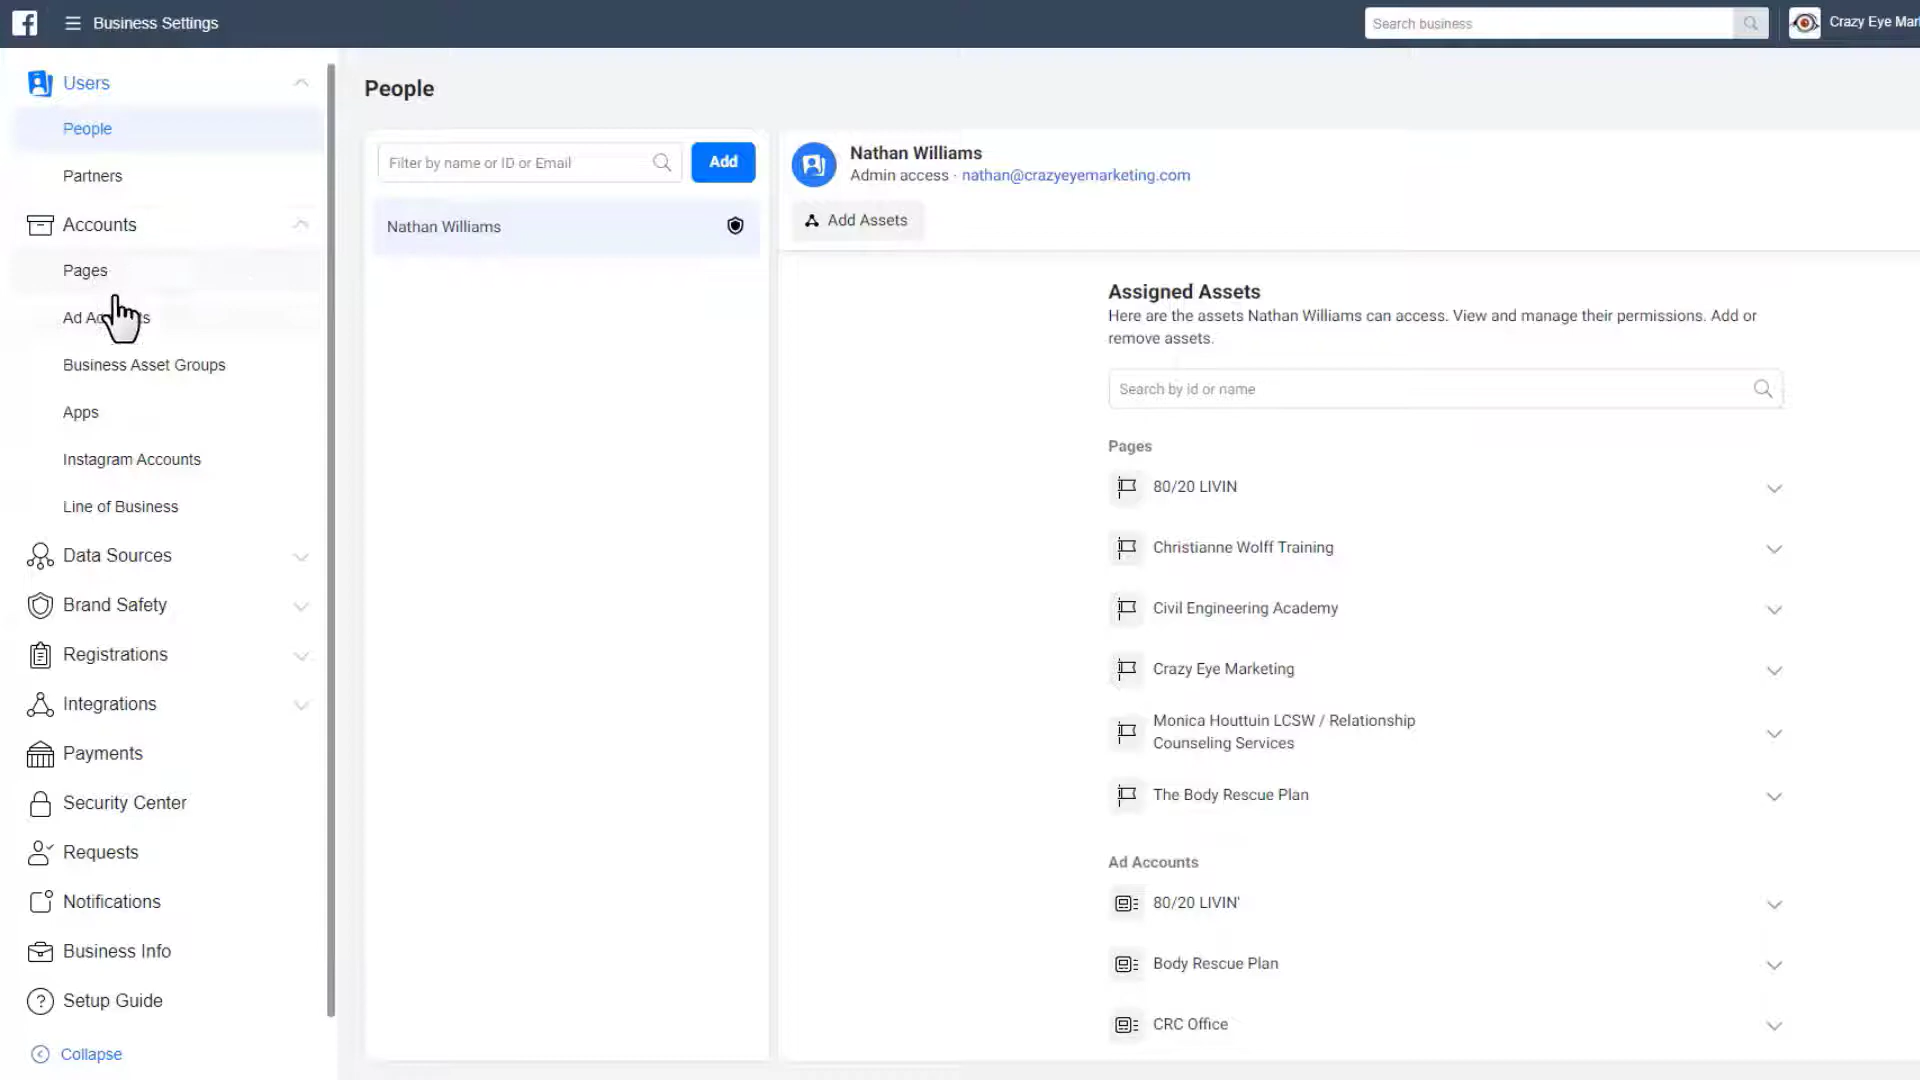 Business Settings
Search business
Crazy Eye Mar
Users
People
Partners
Accounts
Pages
Business Asset Groups
Apps
Instagram Accounts
Line of Business
Data Sources
Brand Safety
Registrations
Integrations
Payments
Security Center
Requests
Notifications
Business Info
Setup Guide
Collapse
People
Filter by name or ID or Email
Add
Nathan Williams
Nathan Williams
Admin access · nathan@crazyeyemarketing.com
Add Assets
Assigned Assets
Here are the assets Nathan Williams can access. View and manage their permissions. Add or
remove assets.
Search by id or name
Pages
80/20 LIVIN
Christianne Wolff Training
Civil Engineering Academy
Crazy Eye Marketing
Monica Houttuin LCSW / Relationship
Counseling Services
The Body Rescue Plan
Ad Accounts
80/20 LIVIN'
Body Rescue Plan
CRC Office